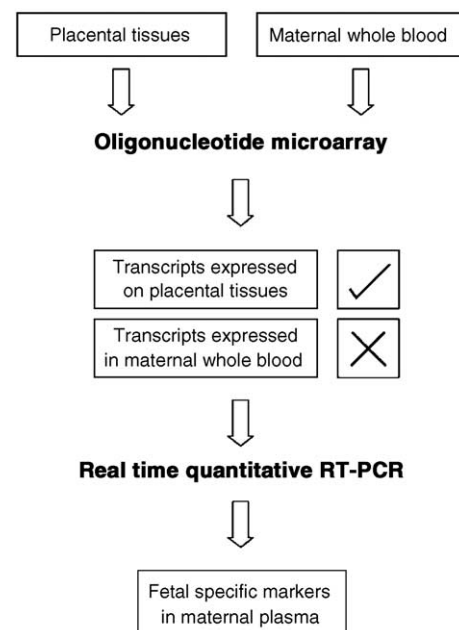 Placental tissues
Maternal whole blood
Oligonucleotide microarray
Transcripts expressed
on placental tissues
Transcripts expressed
in maternal whole blood
Real time quantitative RT-PCR
Fetal specific markers
in maternal plasma